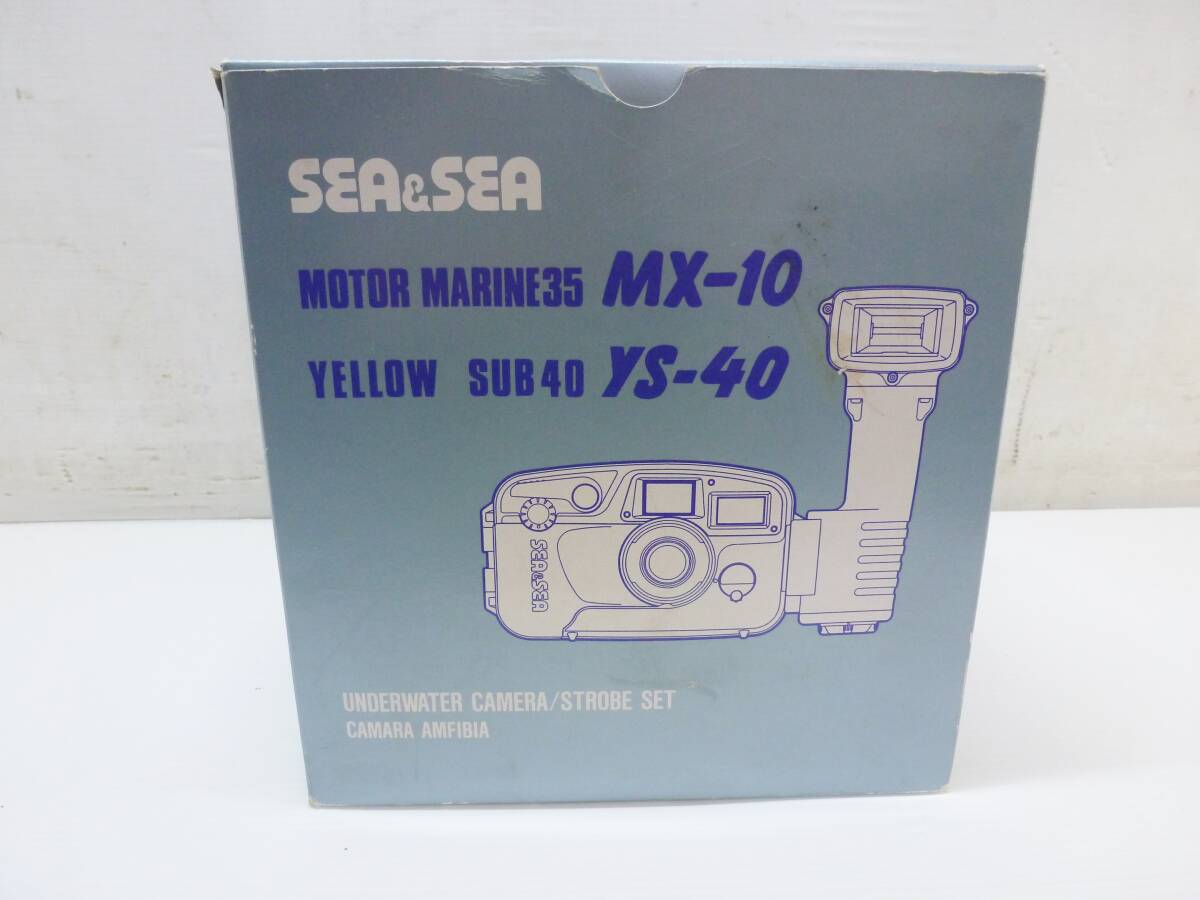 SEA&SEA
MOTOR MARINE35 MX-10
YELLOW SUB40 YS-40
SEA&SEA
UNDERWATER CAMERA/STROBE SET
CAMARA AMFIBIA